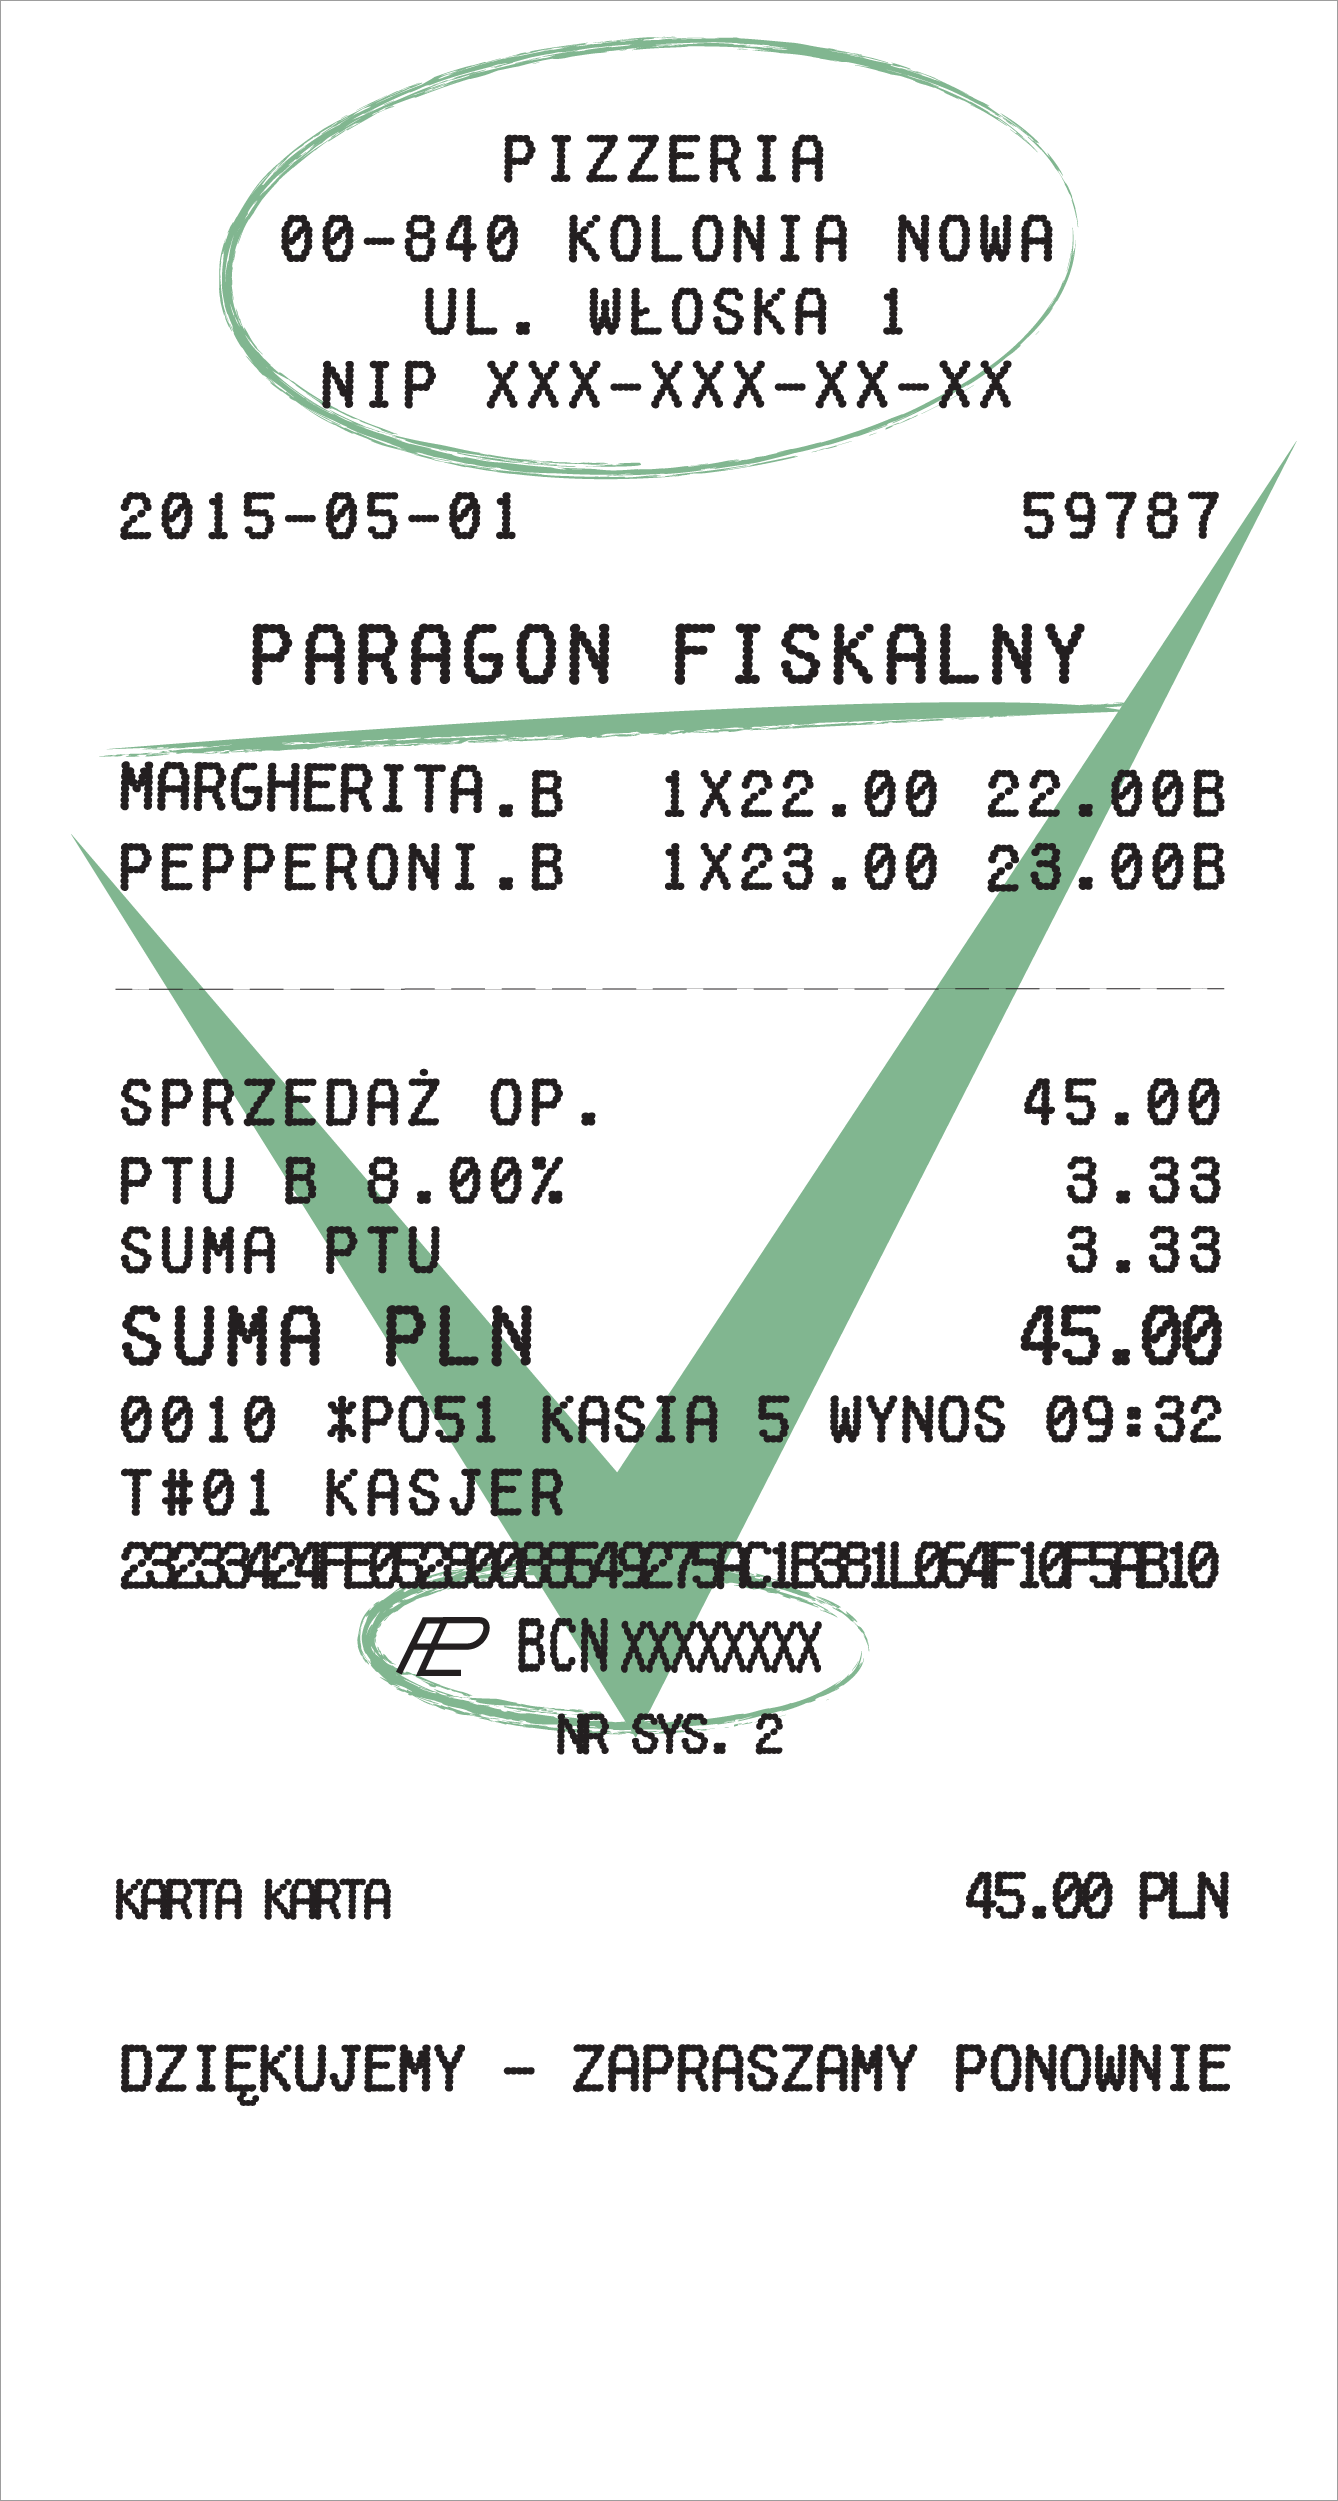 PIZZERIA
00-840 KOLONIA NOWA
UL. WŁOSKA 1
NIP XXX-XXX-XX-XX
2015-05-01 59787
PARAGON FISKALNY
MARGHERITA.B 1X22.00 22.00B
PEPPERONI.B 1X23.00 23.00B
SPRZEDAŻ OP. 45.00
PTU B 8.00% 3.33
SUMA PTU 3.33
SUMA PLN 45.00
0010 *PO51 KASIA 5 WYNOS 09:32
T#01 KASJER
BCN XXXXXXXX
NR SYS. 2
KARTA KARTA 45.00 PLN
DZIĘKUJEMY - ZAPRASZAMY PONOWNIE